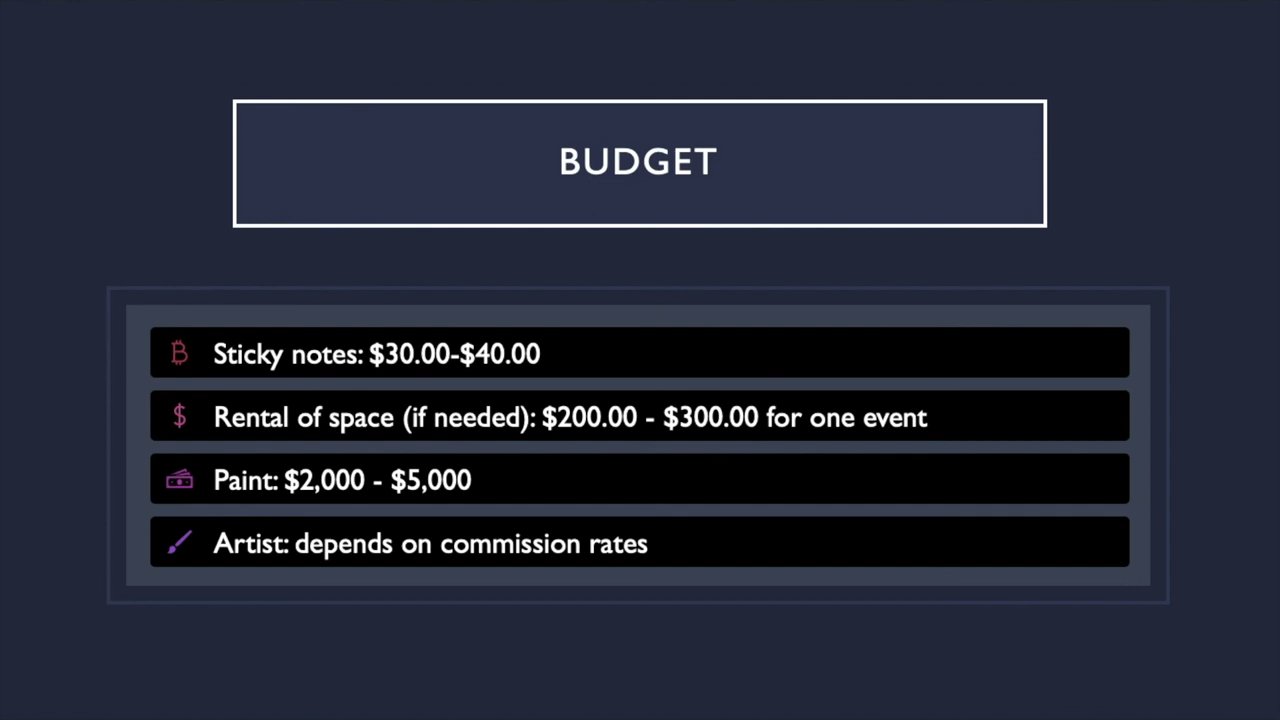 BUDGET
Sticky notes: $30.00-$40.00
Rental of space (if needed): $200.00 - $300.00 for one event
Paint: $2,000 - $5,000
Artist: depends on commission rates